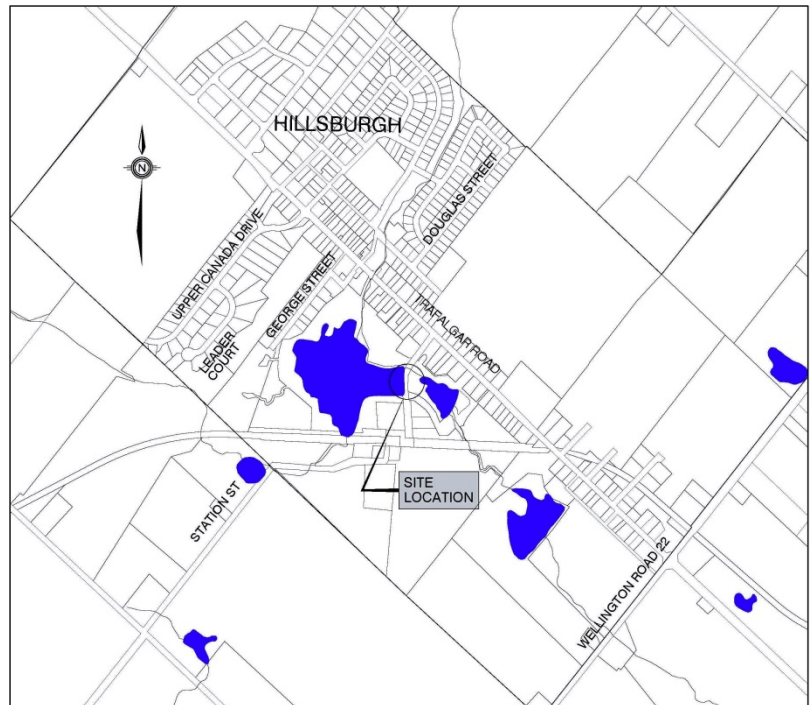 HILLSBURGH
N
DOUGLAS STREET
UPPER CANADA DRIVE
GEORGE STREET
TRAFALGAR ROAD
LEADER
COURT
SITE
LOCATION
STATION ST
WELLINGTON ROAD 22